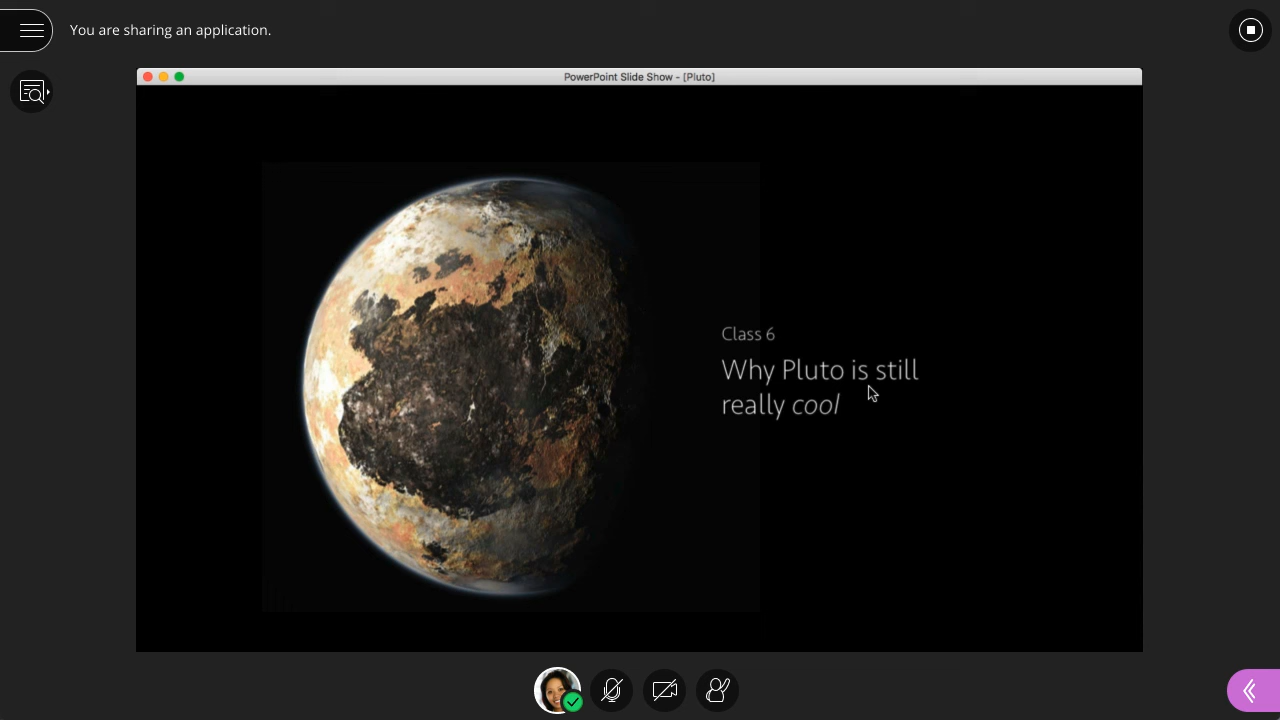 You are sharing an application.
PowerPoint Slide Show - [Pluto]
Class 6
Why Pluto is still
really cool